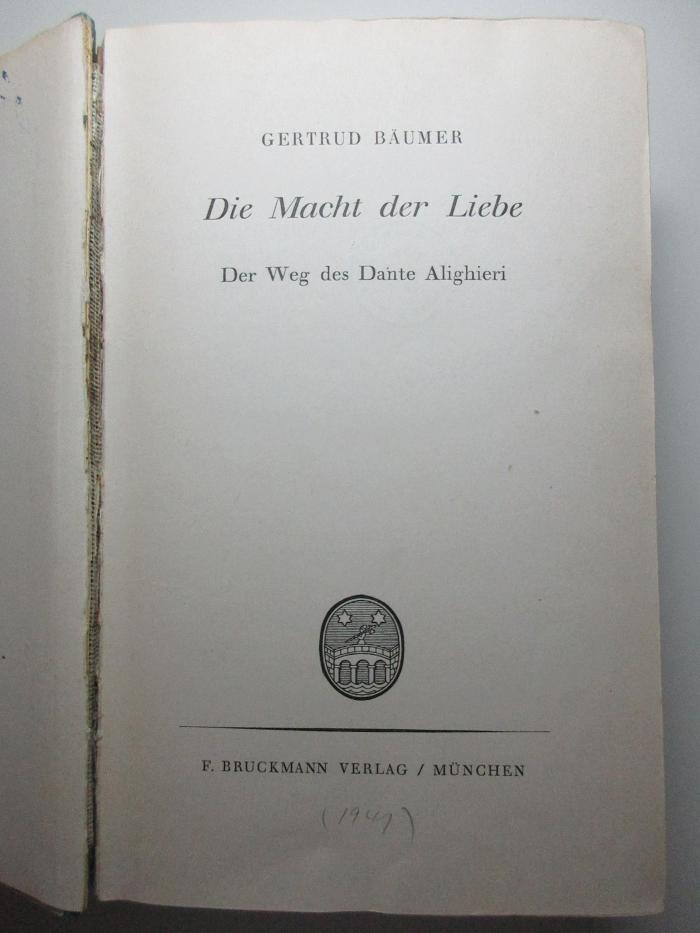 GERTRUD BÄUMER
Die Macht der Liebe
Der Weg des Dante Alighieri
F. BRUCKMANN VERLAG / MÜNCHEN
(1941)